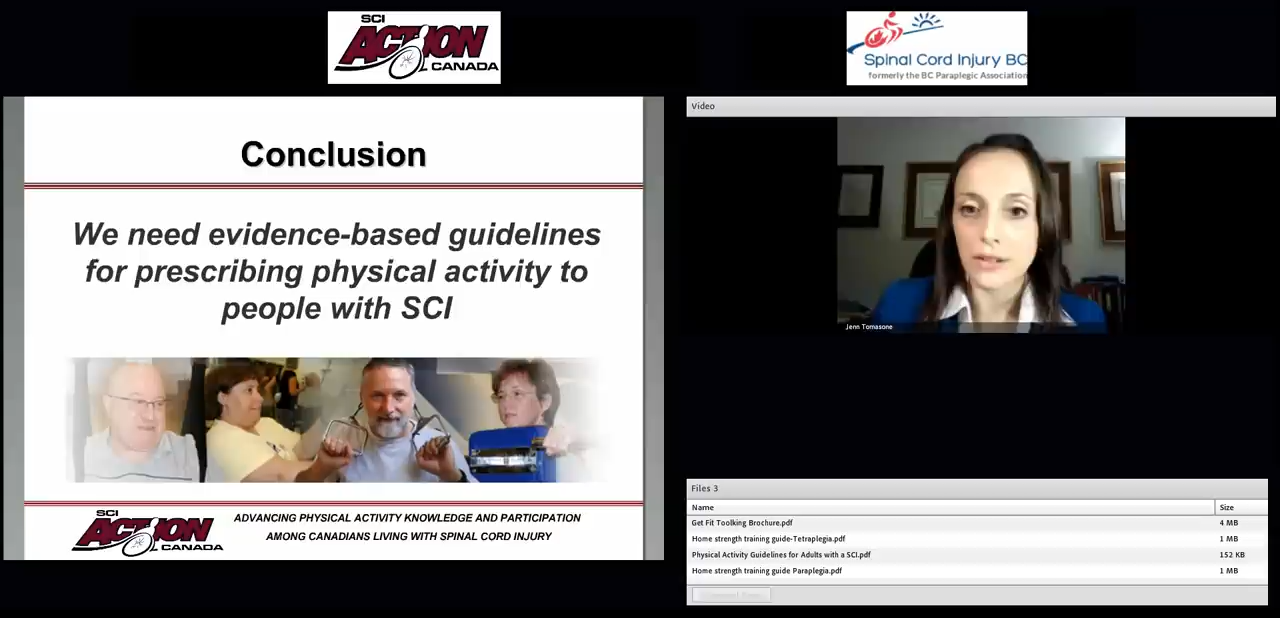 SCI
ACTION
CANADA
Spinal Cord Injury BC
formerly the BC Paraplegic Association
Conclusion
We need evidence-based guidelines
for prescribing physical activity to
people with SCI
SCI
ACTION
CANADA
ADVANCING PHYSICAL ACTIVITY KNOWLEDGE AND PARTICIPATION
AMONG CANADIANS LIVING WITH SPINAL CORD INJURY
Video
Jenn Tomasone
Files 3
Name Size
Get Fit Toolking Brochure.pdf 4 MB
Home strength training guide-Tetraplegia.pdf 1 MB
Physical Activity Guidelines for Adults with a SCI.pdf 152 KB
Home strength training guide Paraplegia.pdf 1 MB